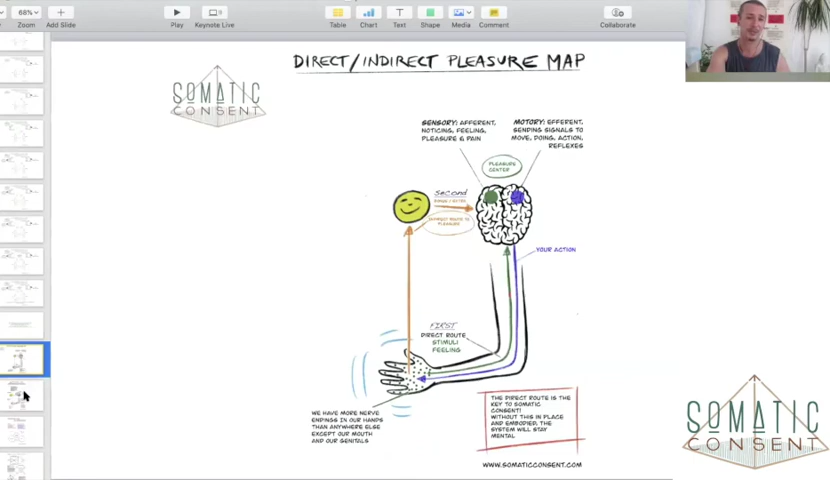 68%
Zoom
Add Slide
Play
Keynote Live
Table
Chart
Text
Shape
Media
Comment
Collaborate
DIRECT/INDIRECT PLEASURE MAP
SOMATIC
CONSENT
SENSORY: AFFERENT,
NOTICING, FEELING,
PLEASURE & PAIN
MOTORY: EFFERENT,
SENDING SIGNALS TO
MOVE, DOING, ACTION,
REFLEXES
PLEASURE
CENTER
SECOND
INDIRECT ROUTE TO
PLEASURE
YOUR ACTION
FIRST
DIRECT ROUTE
STIMULI
FEELING
WE HAVE MORE NERVE
ENDINGS IN OUR HANDS
THAN ANYWHERE ELSE
EXCEPT OUR MOUTH
AND OUR GENITALS
THE DIRECT ROUTE IS THE
KEY TO SOMATIC
CONSENT!
WITHOUT THIS IN PLACE
AND EMBODIED, THE
SYSTEM WILL STAY
MENTAL
WWW.SOMATICCONSENT.COM
SOMATIC
CONSENT